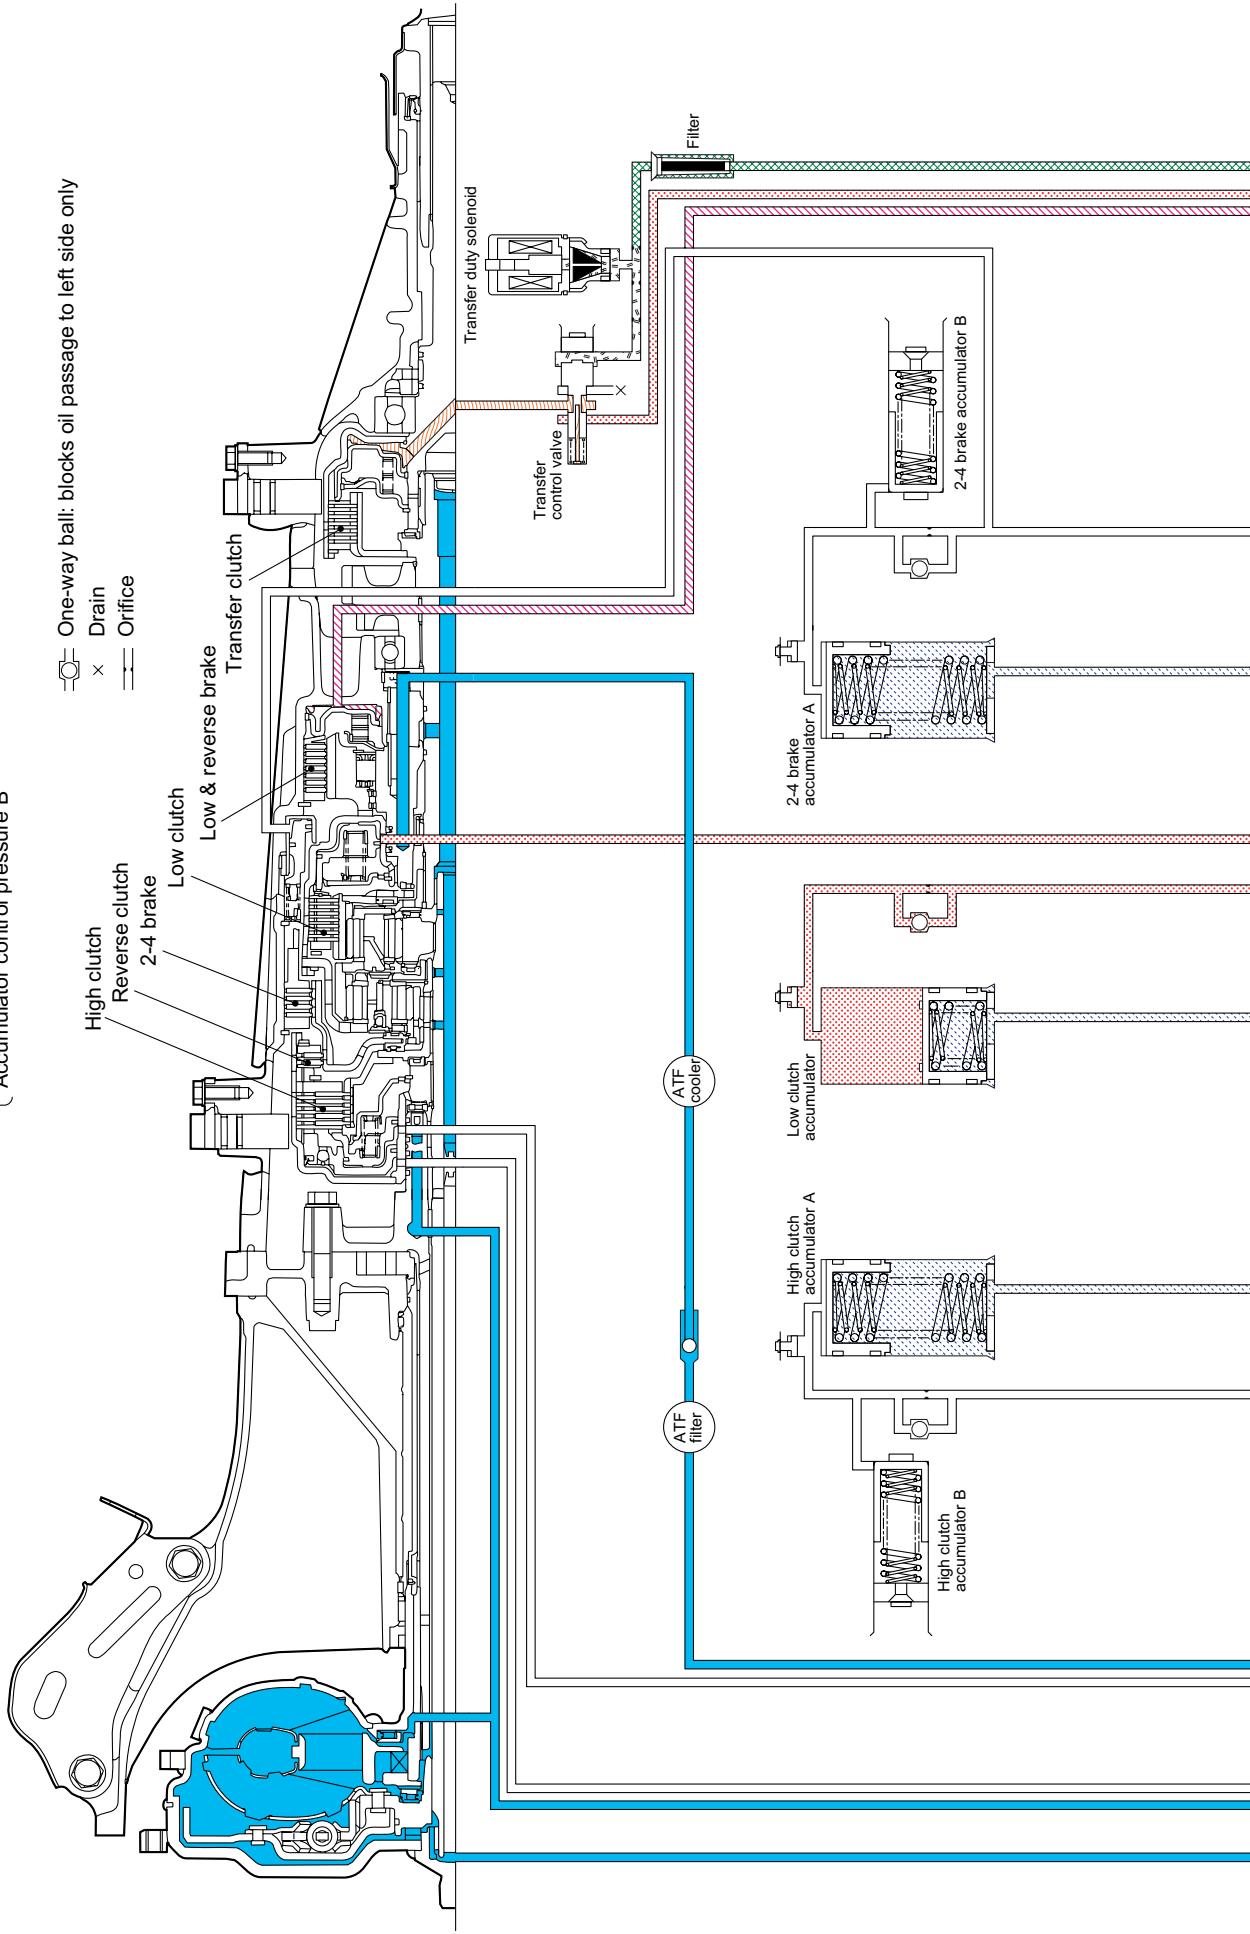 Accumulator control pressure B
One-way ball: blocks oil passage to left side only
Drain
Orifice
High clutch
Reverse clutch
2-4 brake
Low clutch
Low & reverse brake
Transfer clutch
Transfer duty solenoid
Filter
Transfer
control valve
ATF
filter
ATF
cooler
High clutch
accumulator B
High clutch
accumulator A
Low clutch
accumulator
2-4 brake
accumulator A
2-4 brake accumulator B